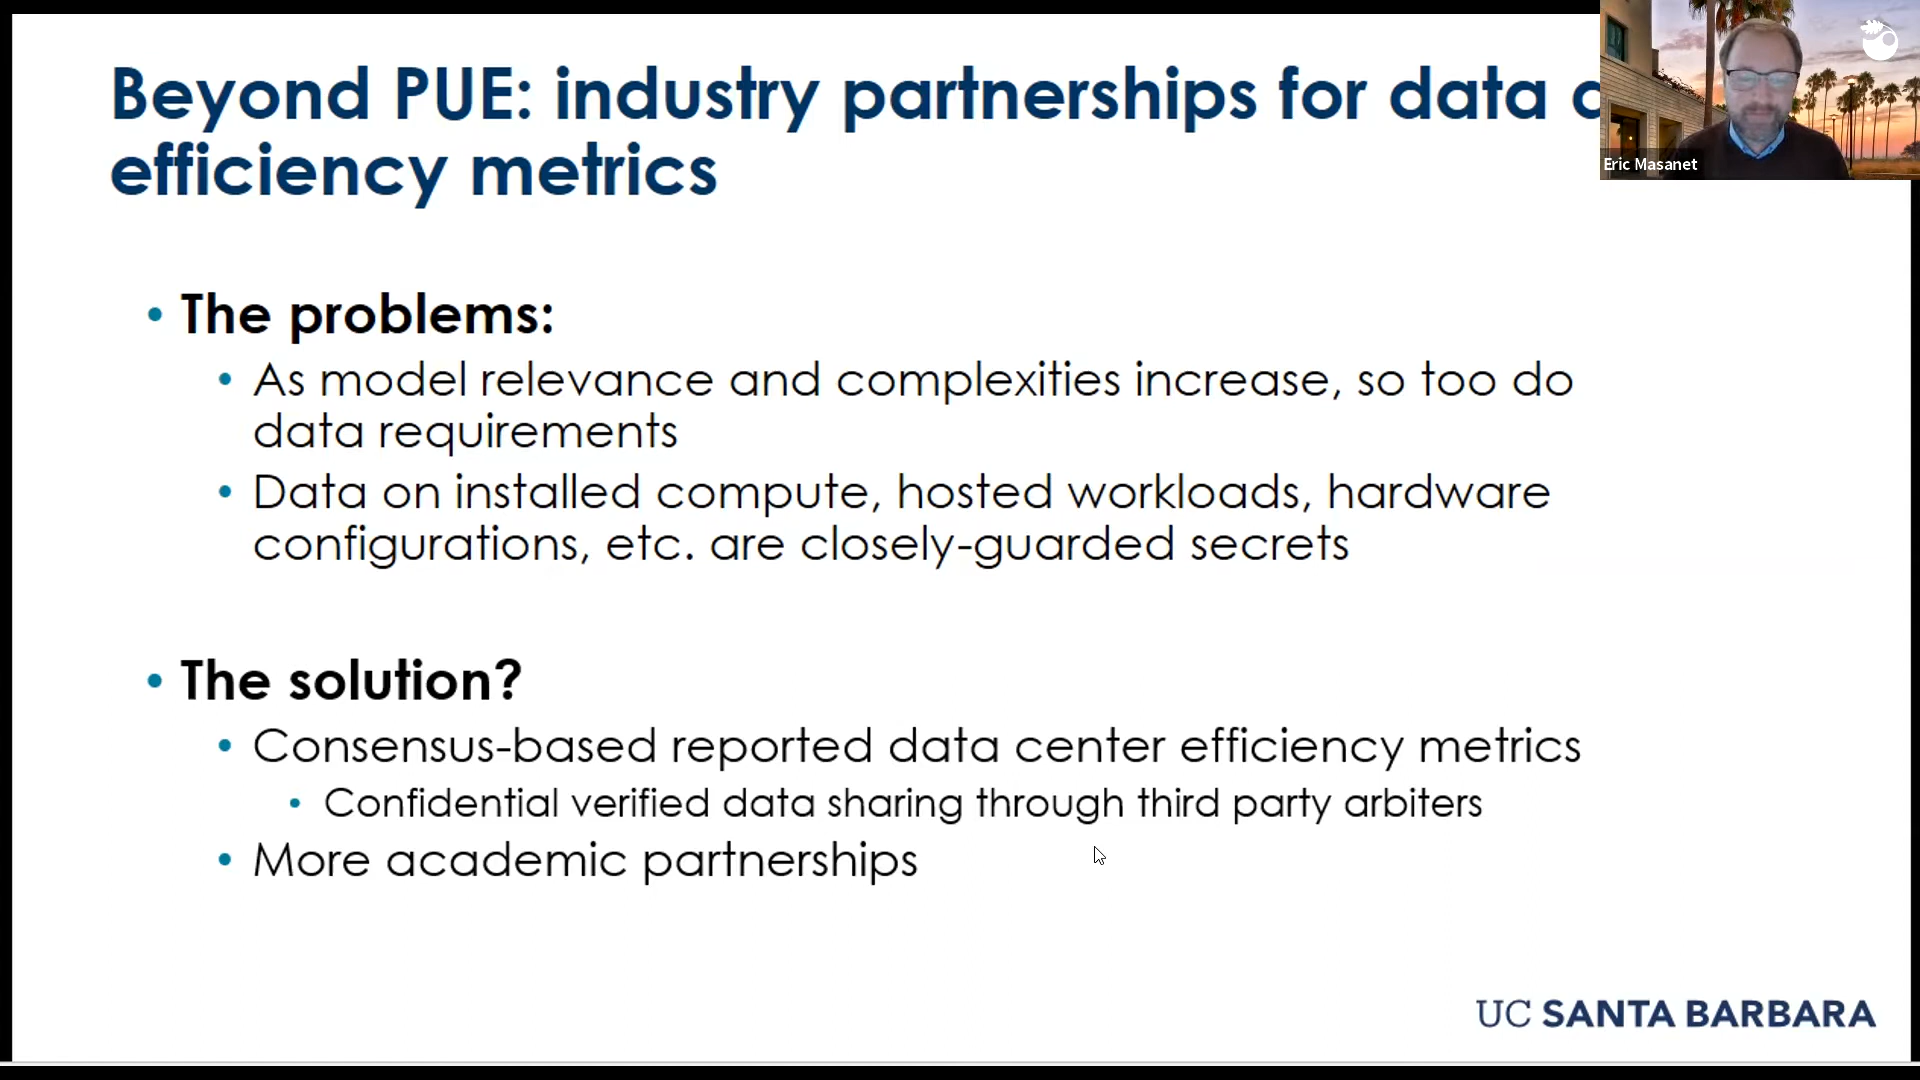 Beyond PUE: industry partnerships for data
efficiency metrics
Eric Masanet
• The problems:
• As model relevance and complexities increase, so too do
data requirements
• Data on installed compute, hosted workloads, hardware
configurations, etc. are closely-guarded secrets
• The solution?
• Consensus-based reported data center efficiency metrics
• Confidential verified data sharing through third party arbiters
• More academic partnerships
UC SANTA BARBARA